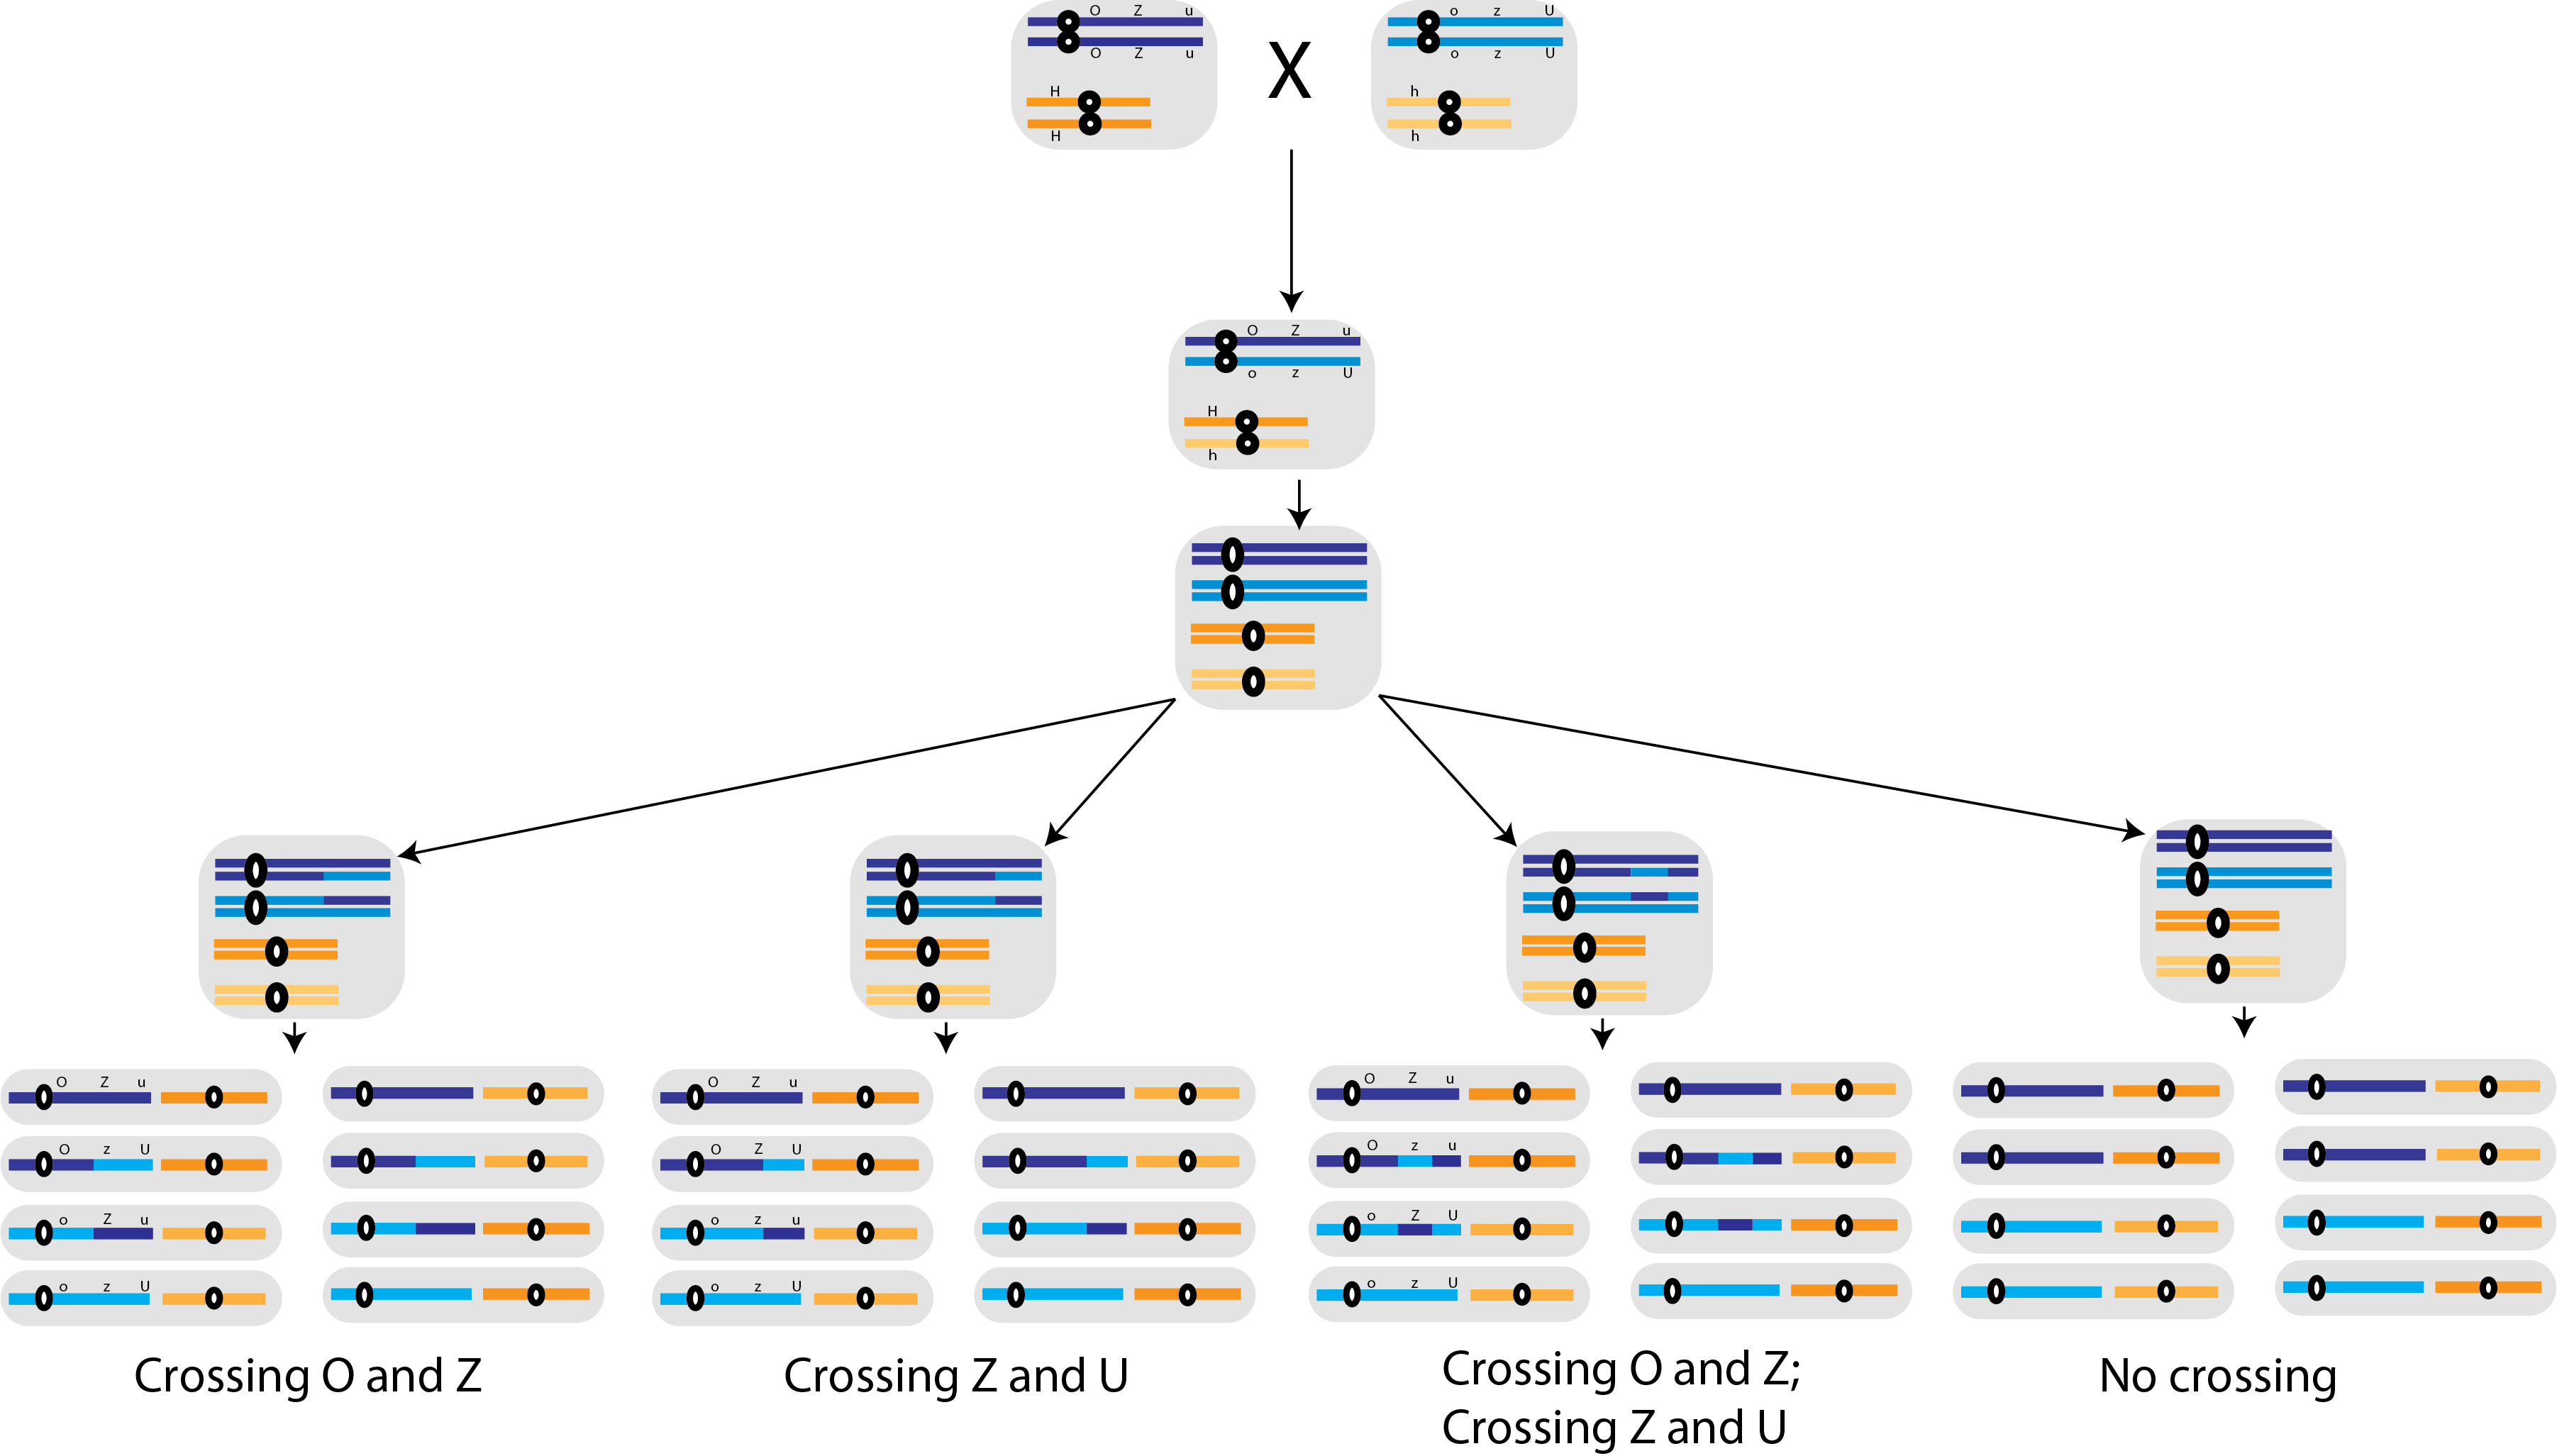 O Z u
o z U
X
O Z u
o z U
H
h
H
h
O Z u
o z U
H
h
O Z u
O z U
o Z u
o z U
O Z u
O Z U
o z u
o z U
O Z u
O z u
o Z U
o z U
Crossing O and Z
Crossing Z and U
Crossing O and Z;
Crossing Z and U
No crossing